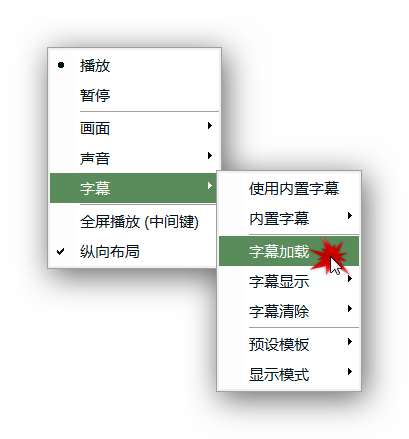 播放
暂停
画面
声音
字幕
全屏播放 (中间键)
纵向布局
使用内置字幕
内置字幕
字幕加载
字幕显示
字幕清除
预设模板
显示模式